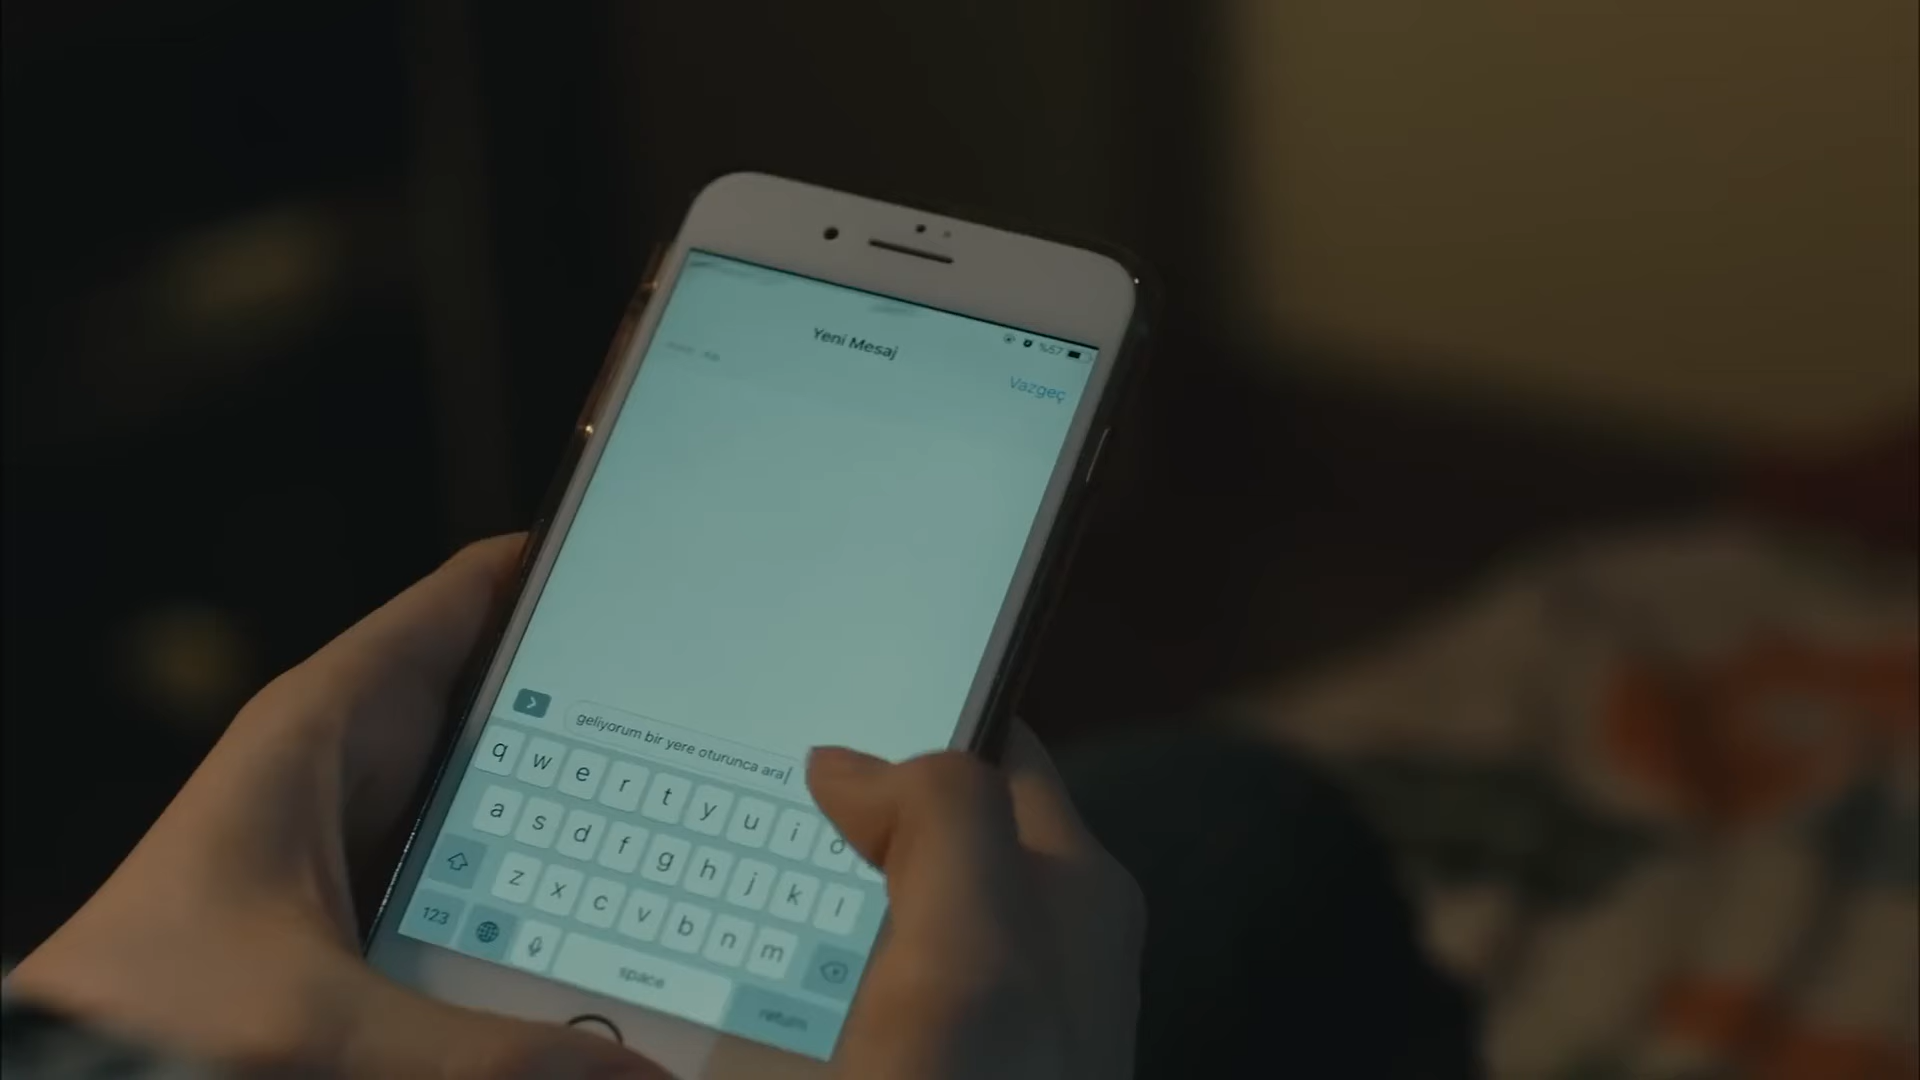 %57
Yeni Mesaj
Vazgeç
geliyorum bir yere oturunca ara
q w e r t y u i o
a s d f g h j k l
z x c v b n m
123 space return